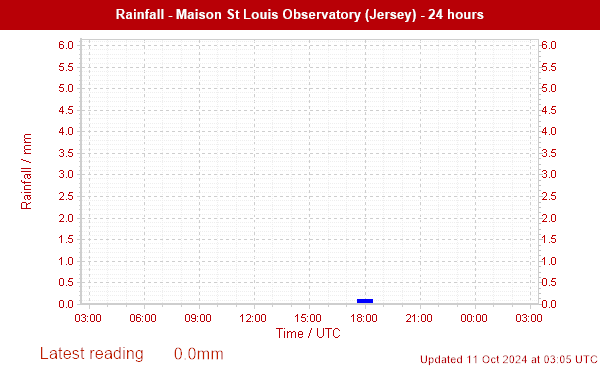 Rainfall - Maison St Louis Observatory (Jersey) - 24 hours
6.0 6.0
5.5 5.5
5.0 5.0
4.5 4.5
4.0 4.0
3.5 3.5
3.0 3.0
2.5 2.5
2.0 2.0
1.5 1.5
1.0 1.0
0.5 0.5
0.0 0.0
Rainfall / mm
03:00 06:00 09:00 12:00 15:00 18:00 21:00 00:00 03:00
Time / UTC
Latest reading 0.0mm
Updated 11 Oct 2024 at 03:05 UTC